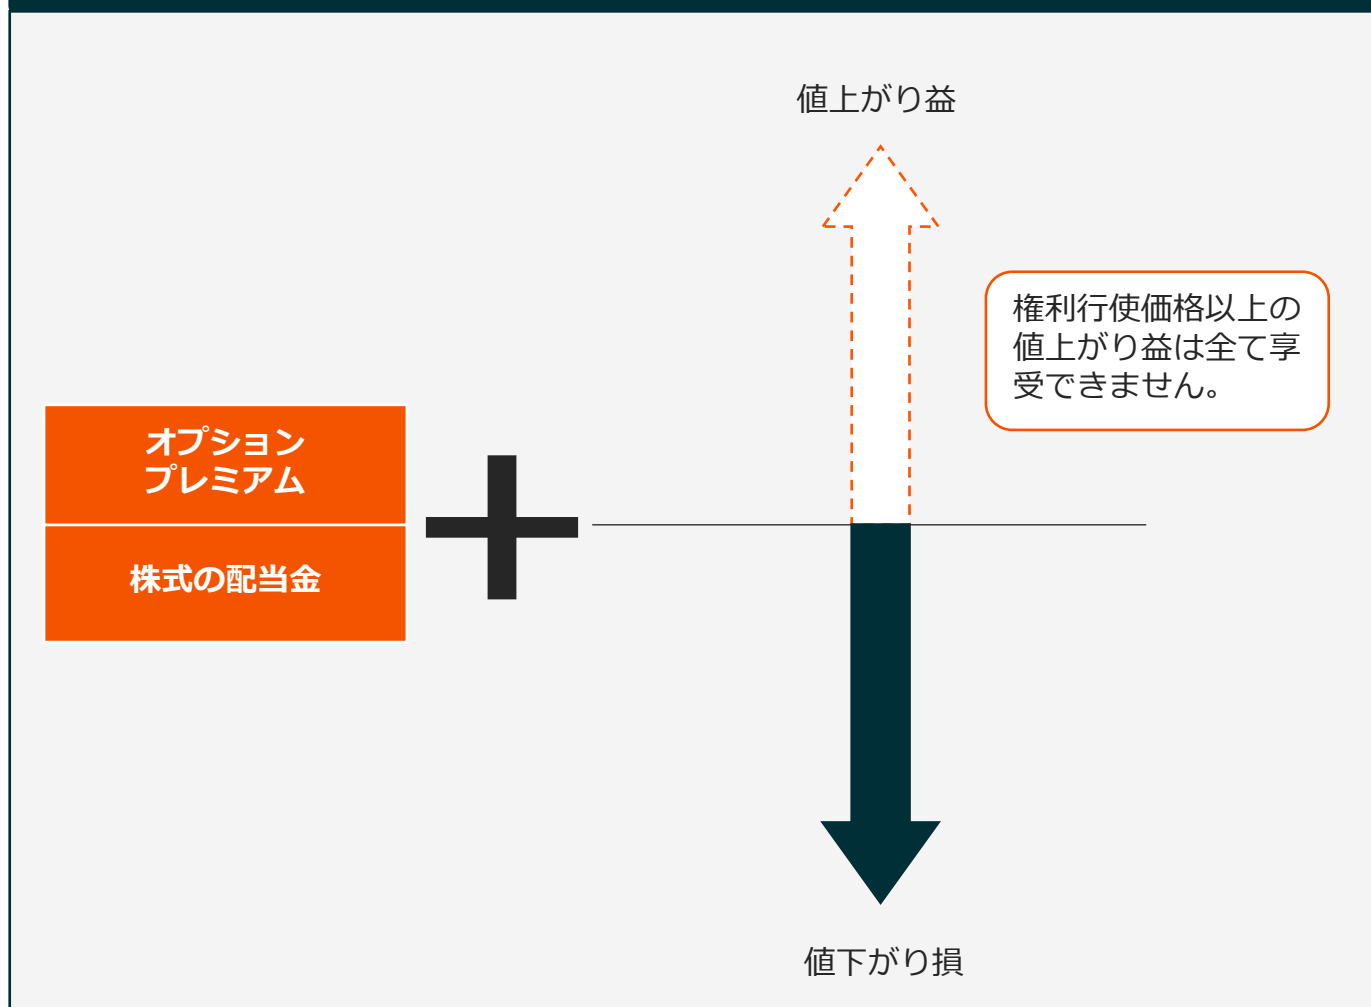 値上がり益
権利行使価格以上の
値上がり益は全て享
受できません。
オプション
プレミアム
株式の配当金
値下がり損